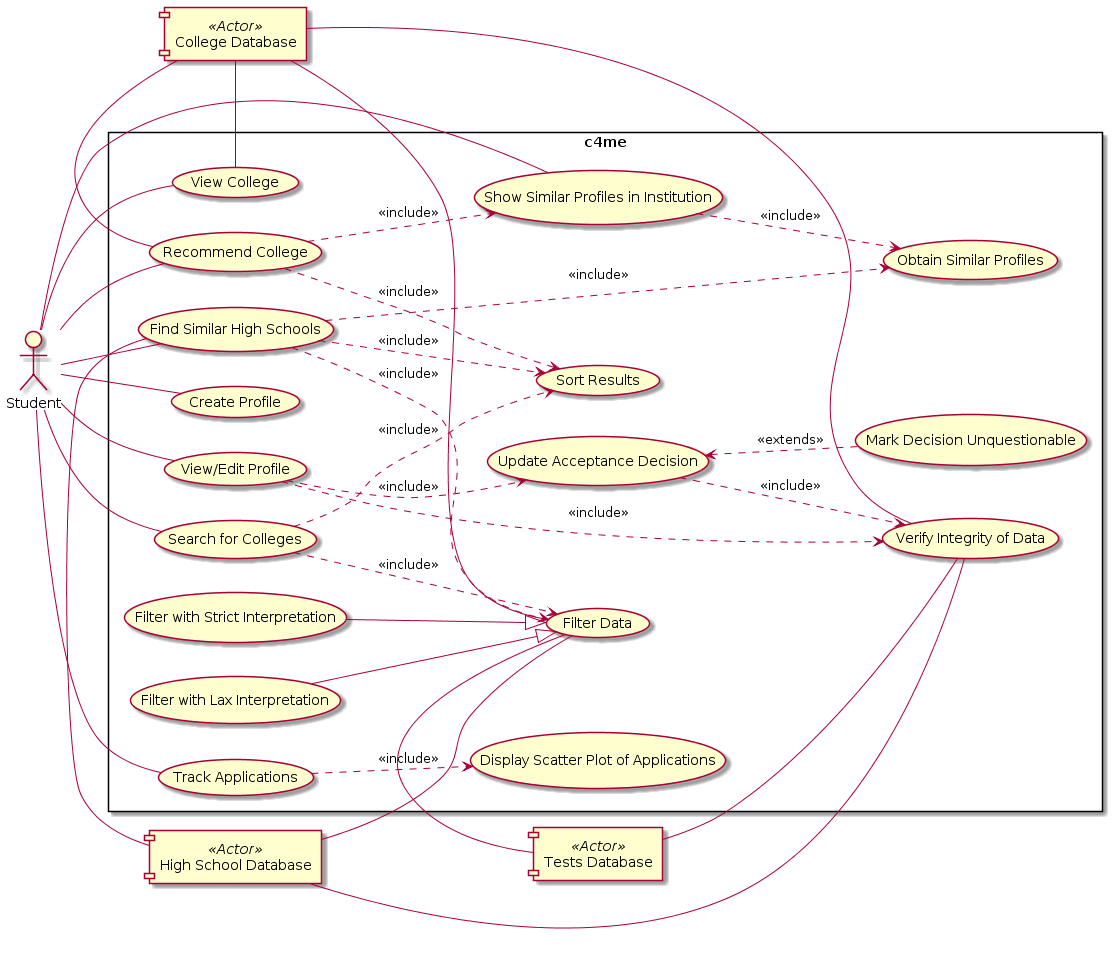 «Actor»
College Database
c4me
View College
Show Similar Profiles in Institution
«include»
«include»
Recommend College
Obtain Similar Profiles
«include»
«include»
Find Similar High Schools
«include»
«include»
Sort Results
Student
Create Profile
«include»
«extends»
Mark Decision Unquestionable
Update Acceptance Decision
View/Edit Profile
«include»
«include»
«include»
Search for Colleges
Verify Integrity of Data
«include»
Filter with Strict Interpretation
Filter Data
Filter with Lax Interpretation
«include»
Display Scatter Plot of Applications
Track Applications
«Actor»
High School Database
«Actor»
Tests Database